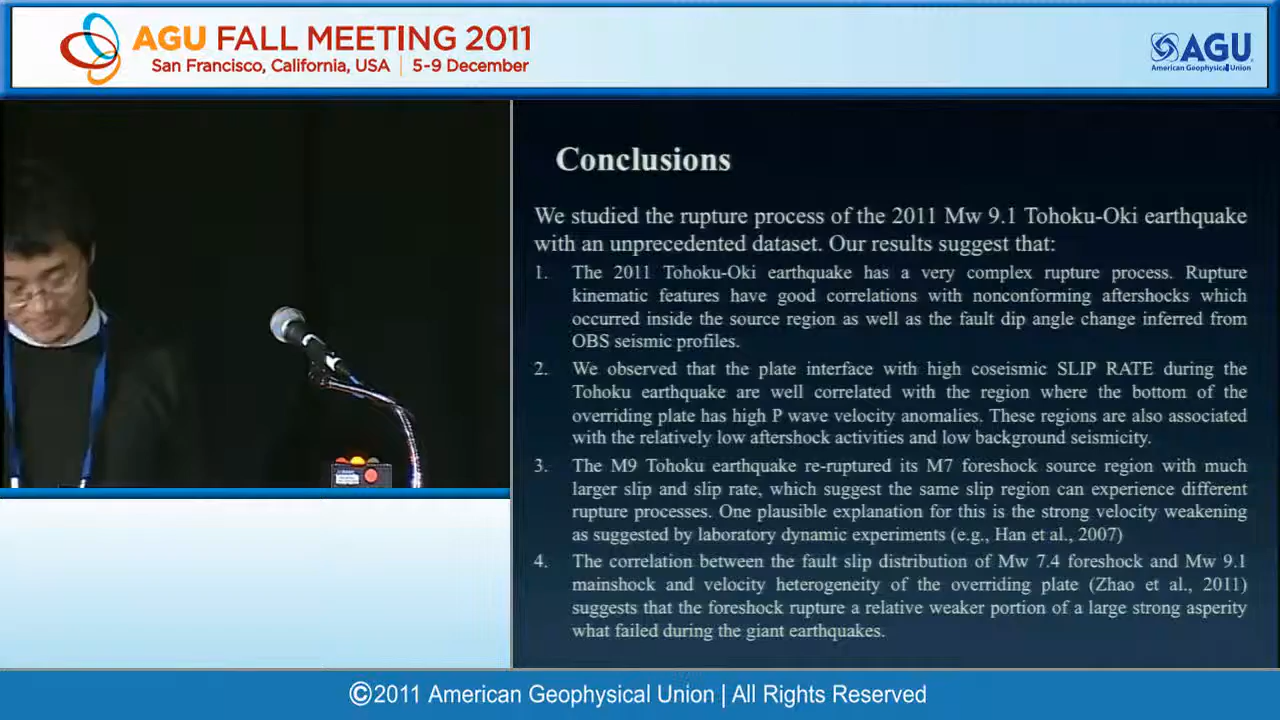 AGU FALL MEETING 2011
San Francisco, California, USA | 5-9 December
AGU
American Geophysical Union
Conclusions
We studied the rupture process of the 2011 Mw 9.1 Tohoku-Oki earthquake
with an unprecedented dataset. Our results suggest that:
1. The 2011 Tohoku-Oki earthquake has a very complex rupture process. Rupture
kinematic features have good correlations with nonconforming aftershocks which
occurred inside the source region as well as the fault dip angle change inferred from
OBS seismic profiles.
2. We observed that the plate interface with high coseismic SLIP RATE during the
Tohoku earthquake are well correlated with the region where the bottom of the
overriding plate has high P wave velocity anomalies. These regions are also associated
with the relatively low aftershock activities and low background seismicity.
3. The M9 Tohoku earthquake re-ruptured its M7 foreshock source region with much
larger slip and slip rate, which suggest the same slip region can experience different
rupture processes. One plausible explanation for this is the strong velocity weakening
as suggested by laboratory dynamic experiments (e.g., Han et al., 2007)
4. The correlation between the fault slip distribution of Mw 7.4 foreshock and Mw 9.1
mainshock and velocity heterogeneity of the overriding plate (Zhao et al., 2011)
suggests that the foreshock rupture a relative weaker portion of a large strong asperity
what failed during the giant earthquakes.
©2011 American Geophysical Union | All Rights Reserved